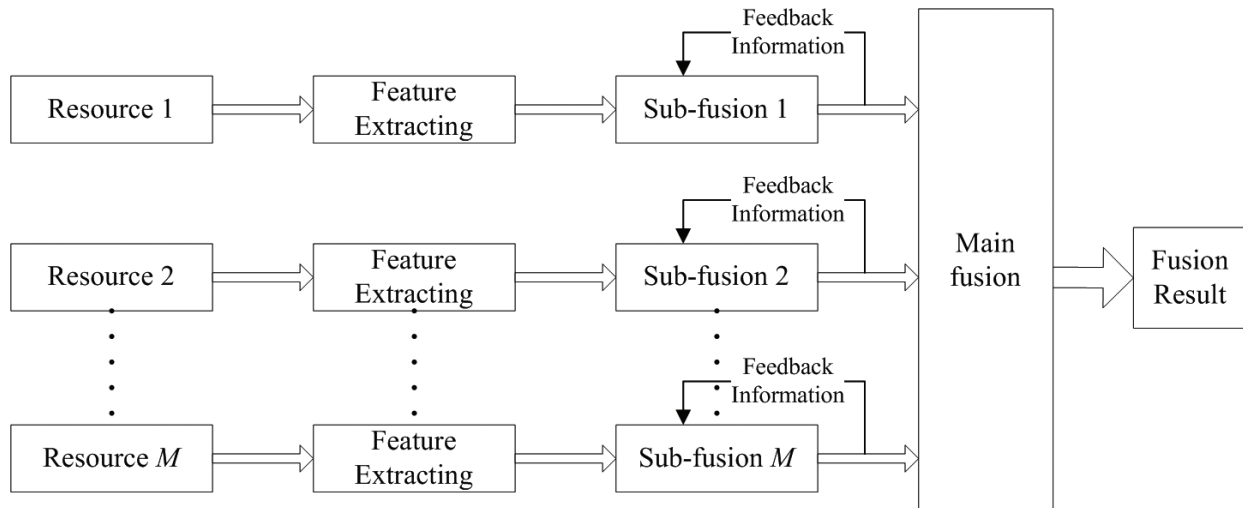 Feedback
Information
Resource 1
Feature
Extracting
Sub-fusion 1
Feedback
Information
Resource 2
Feature
Extracting
Sub-fusion 2
Main
fusion
Fusion
Result
Feedback
Information
Resource M
Feature
Extracting
Sub-fusion M